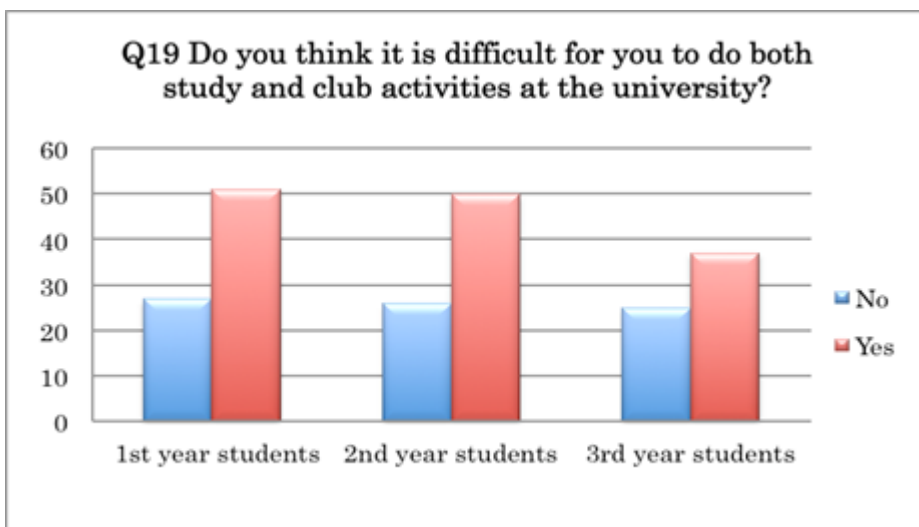 Q19 Do you think it is difficult for you to do both
study and club activities at the university?
60
50
40
30
20
10
0
No
Yes
1st year students
2nd year students
3rd year students